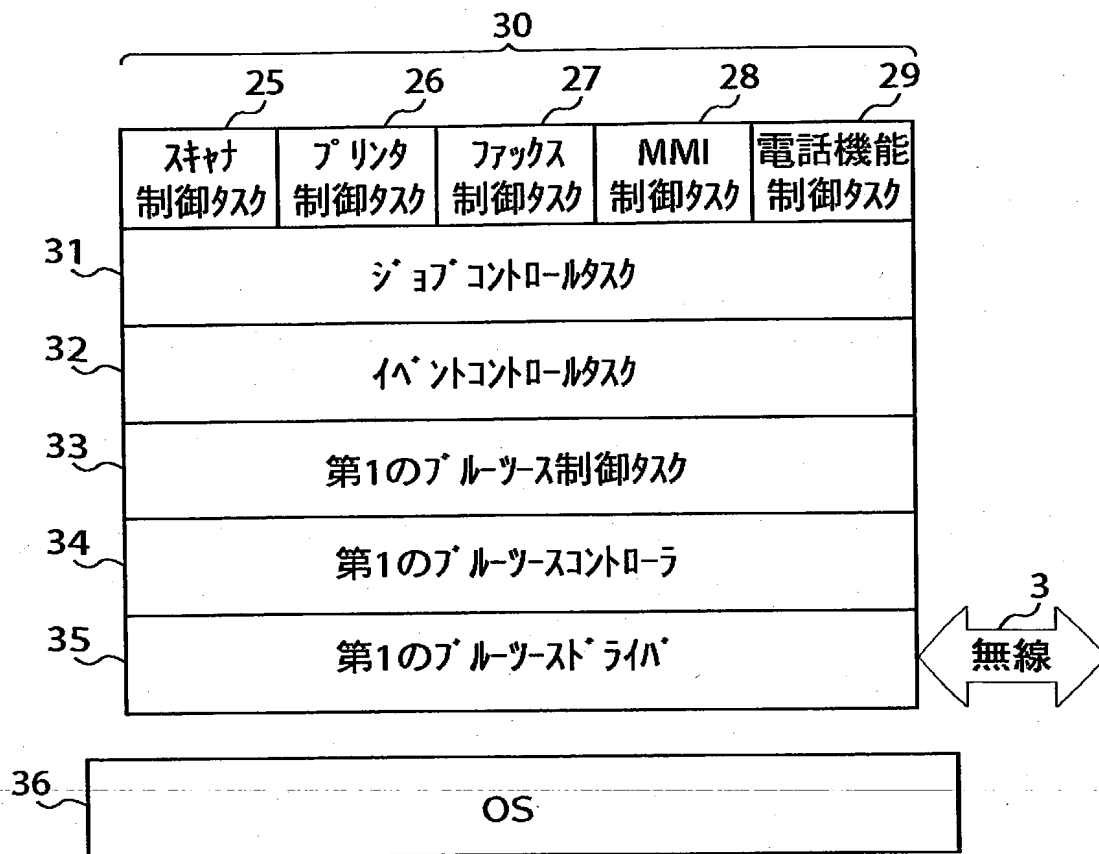 30
25
26
27
28
29
ｽｷｬﾅ
制御ﾀｽｸ
ﾌﾟﾘﾝﾀ
制御ﾀｽｸ
ﾌｧｯｸｽ
制御ﾀｽｸ
MMI
制御ﾀｽｸ
電話機能
制御ﾀｽｸ
31
ｼﾞｮﾌﾞｺﾝﾄﾛｰﾙﾀｽｸ
32
ｲﾍﾞﾝﾄｺﾝﾄﾛｰﾙﾀｽｸ
33
第1のﾌﾞﾙｰﾂｰｽ制御ﾀｽｸ
34
第1のﾌﾞﾙｰﾂｰｽｺﾝﾄﾛｰﾗ
35
第1のﾌﾞﾙｰﾂｰｽﾄﾞﾗｲﾊﾞ
3
無線
36
OS